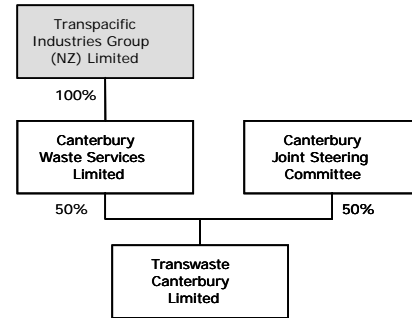 Transpacific
Industries Group
(NZ) Limited
100%
Canterbury
Waste Services
Limited
Canterbury
Joint Steering
Committee
50%
50%
Transwaste
Canterbury
Limited